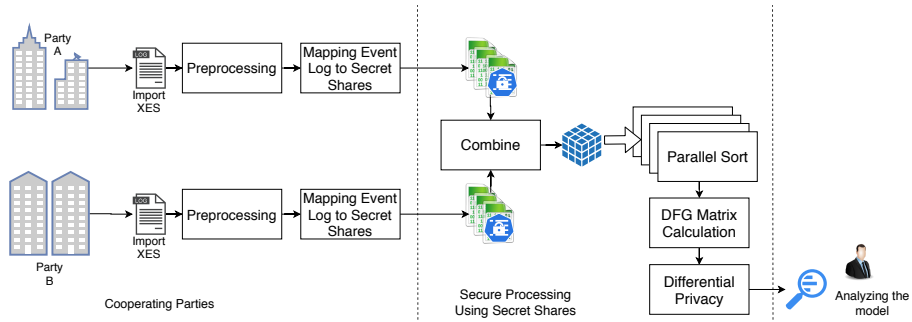 Party
A
LOG
Import
XES
Preprocessing
Mapping Event
Log to Secret
Shares
Combine
Parallel Sort
DFG Matrix
Calculation
Differential
Privacy
Party
B
LOG
Import
XES
Preprocessing
Mapping Event
Log to Secret
Shares
Cooperating Parties
Secure Processing
Using Secret Shares
Analyzing the
model